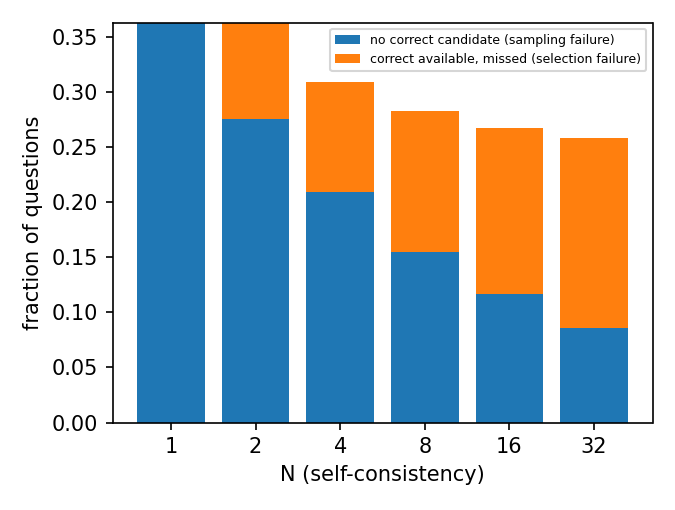 no correct candidate (sampling failure)
correct available, missed (selection failure)
fraction of questions
0.35
0.30
0.25
0.20
0.15
0.10
0.05
0.00
1 2 4 8 16 32
N (self-consistency)